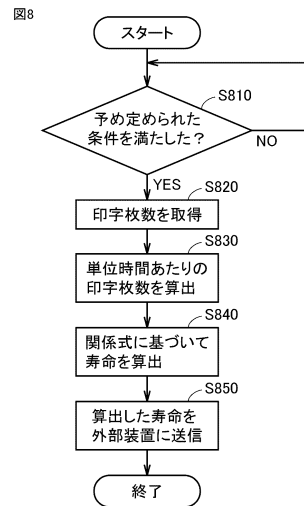 図8
スタート
S810
予め定められた
条件を満たした？
NO
YES
S820
印字枚数を取得
S830
単位時間あたりの
印字枚数を算出
S840
関係式に基づいて
寿命を算出
S850
算出した寿命を
外部装置に送信
終了